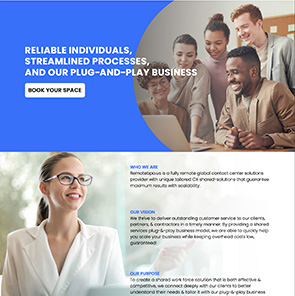 RELIABLE INDIVIDUALS,
STREAMLINED PROCESSES,
AND OUR PLUG-AND-PLAY BUSINESS
BOOK YOUR SPACE
WHO WE ARE
Remotetopous is a fully remote global contact center solutions
provider with unique tailored CX shared-solutions that guarantee
maximum results with scalability.
OUR VISION
We thrive to deliver outstanding customer service to our clients,
partners, & contractors in a timely manner. By providing a shared
services plug-&-play business model, we are able to quickly help
you scale your business while keeping overhead costs low,
guaranteed!
OUR PURPOSE
To create a shared work force solution that is both effective &
competitive, we connect deeply with our clients to better
understand their needs & tailor it with our plug-&-play business